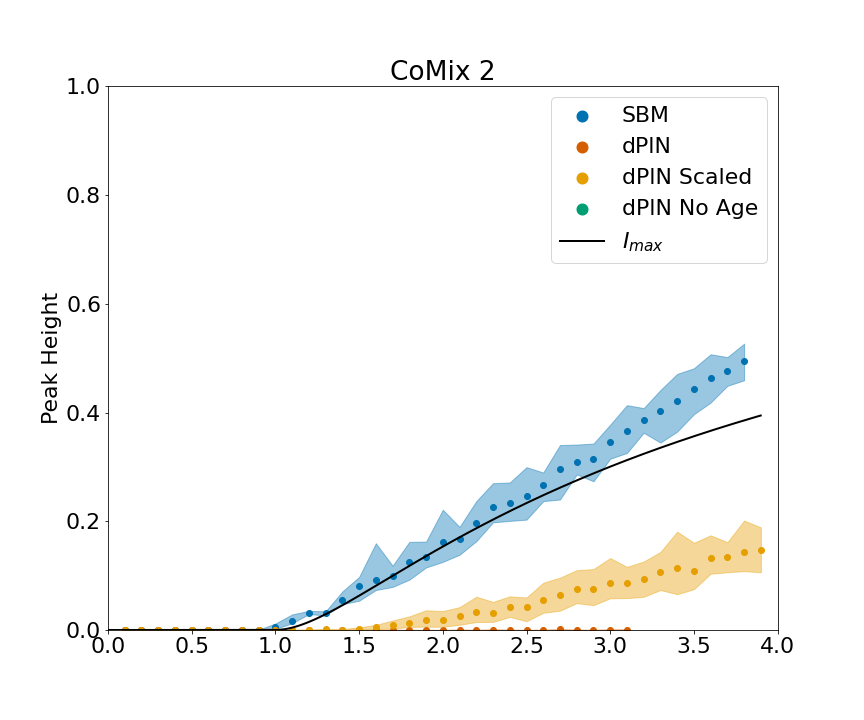 CoMix 2
Peak Height
1.0
0.8
0.6
0.4
0.2
0.0
0.0 0.5 1.0 1.5 2.0 2.5 3.0 3.5 4.0
SBM
dPIN
dPIN Scaled
dPIN No Age
I_max